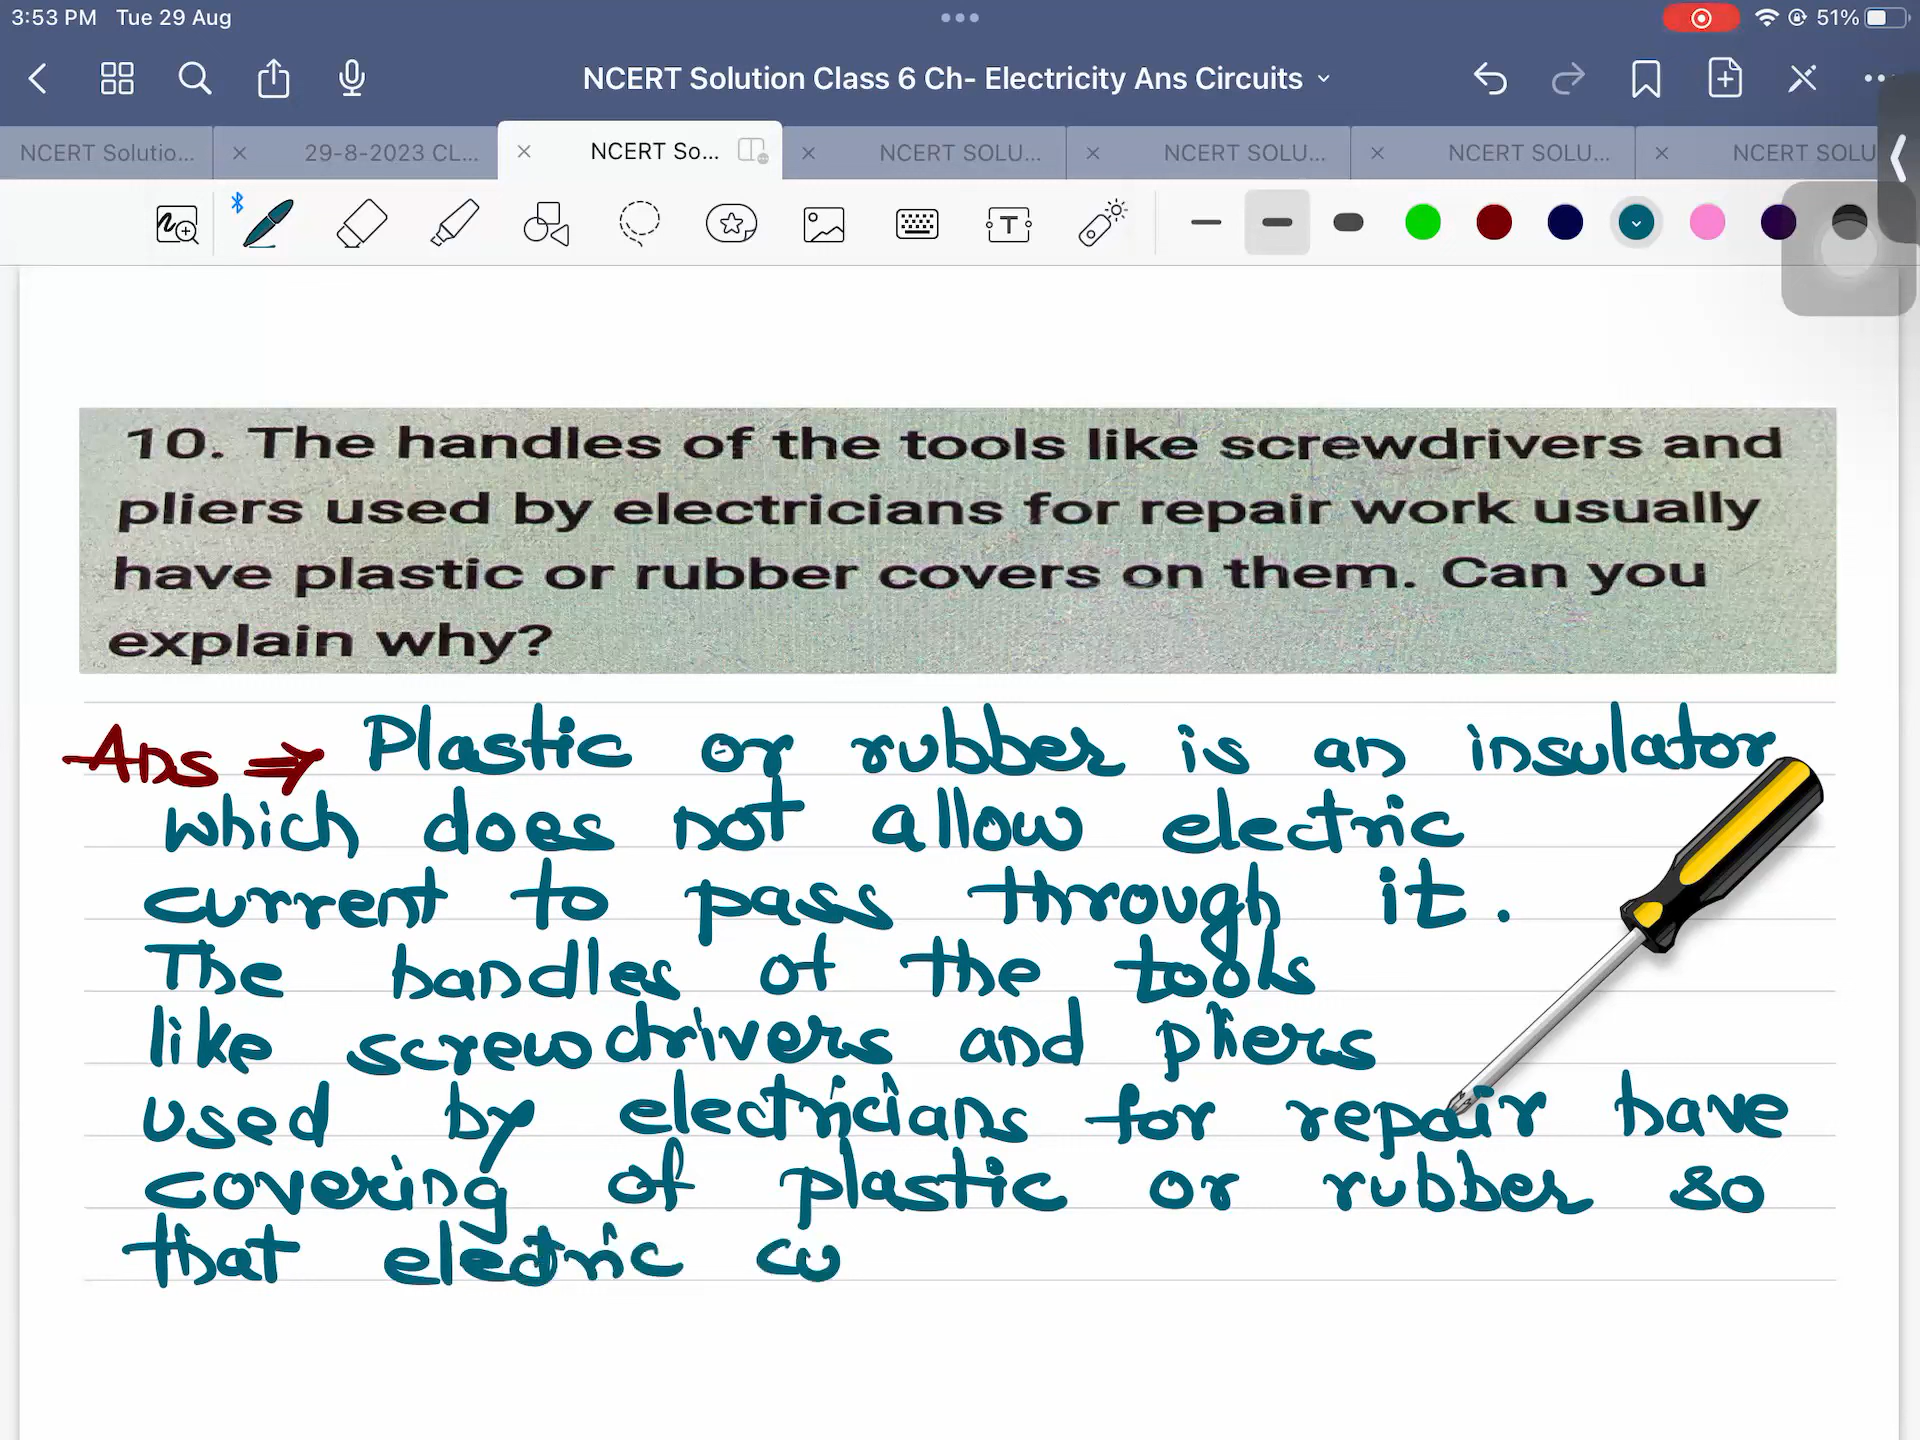 3:53 PM Tue 29 Aug
51%
NCERT Solution Class 6 Ch- Electricity Ans Circuits
NCERT Solutio... 29-8-2023 CL... NCERT So... NCERT SOLU... NCERT SOLU... NCERT SOLU... NCERT SOLU
T
10. The handles of the tools like screwdrivers and
pliers used by electricians for repair work usually
have plastic or rubber covers on them. Can you
explain why?
Ans ⇒ Plastic or rubber is an insulator
which does not allow electric
current to pass through it.
The handles of the tools
like screwdrivers and pliers
used by electricians for repair have
covering of plastic or rubber so
that electric cu